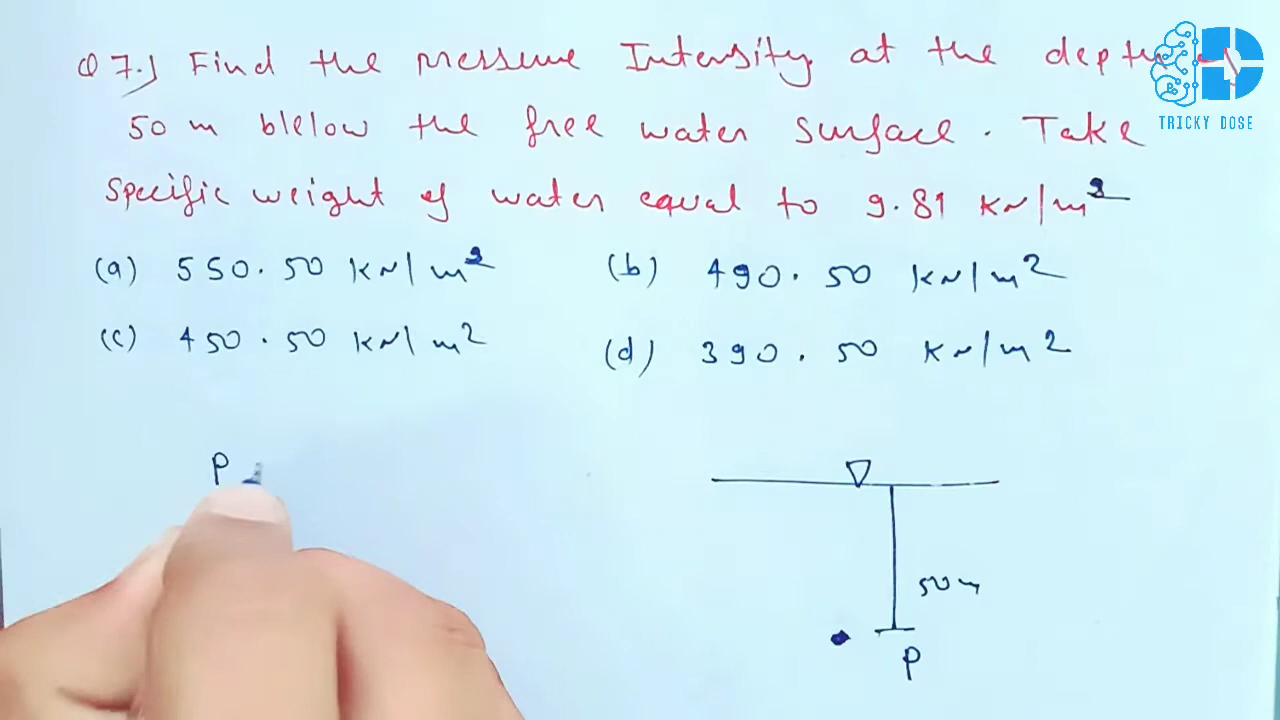 Q 7.) Find the pressure Intensity at the depth
50 m blelow the free water surface. Take
Specific weight of water equal to 9.81 KN/m3
(a) 550.50 KN/m2 (b) 490.50 KN/m2
(c) 450.50 KN/m2 (d) 390.50 KN/m2
P
50 m
P
TRICKY DOSE